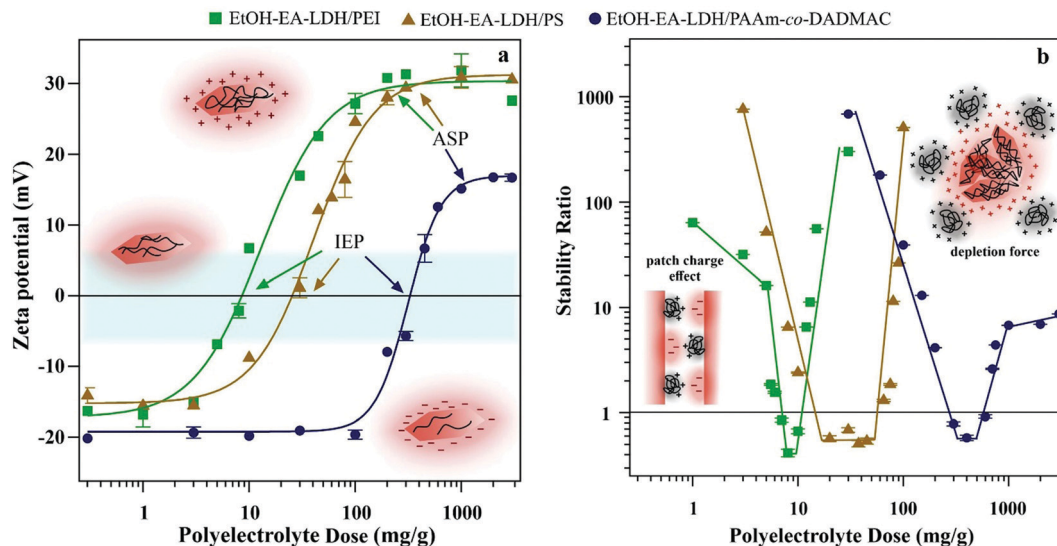 EtOH-EA-LDH/PEI EtOH-EA-LDH/PS EtOH-EA-LDH/PAAm-co-DADMAC
a
Zeta potential (mV)
30
20
10
0
-10
-20
ASP
IEP
1
10
100
1000
Polyelectrolyte Dose (mg/g)
b
Stability Ratio
1000
100
10
1
patch charge
effect
depletion force
1
10
100
1000
Polyelectrolyte Dose (mg/g)